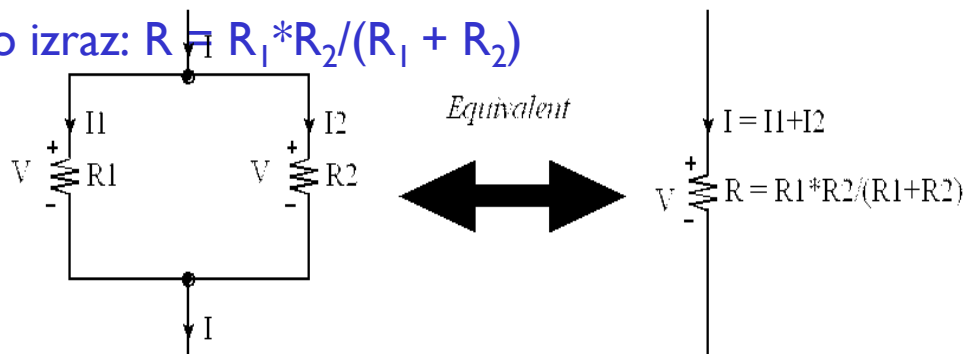 o izraz: R = R₁*R₂/(R₁ + R₂)
I
I1
I2
+
+
V
R1
V
R2
-
-
I
Equivalent
I = I1+I2
+
V
R = R1*R2/(R1+R2)
-